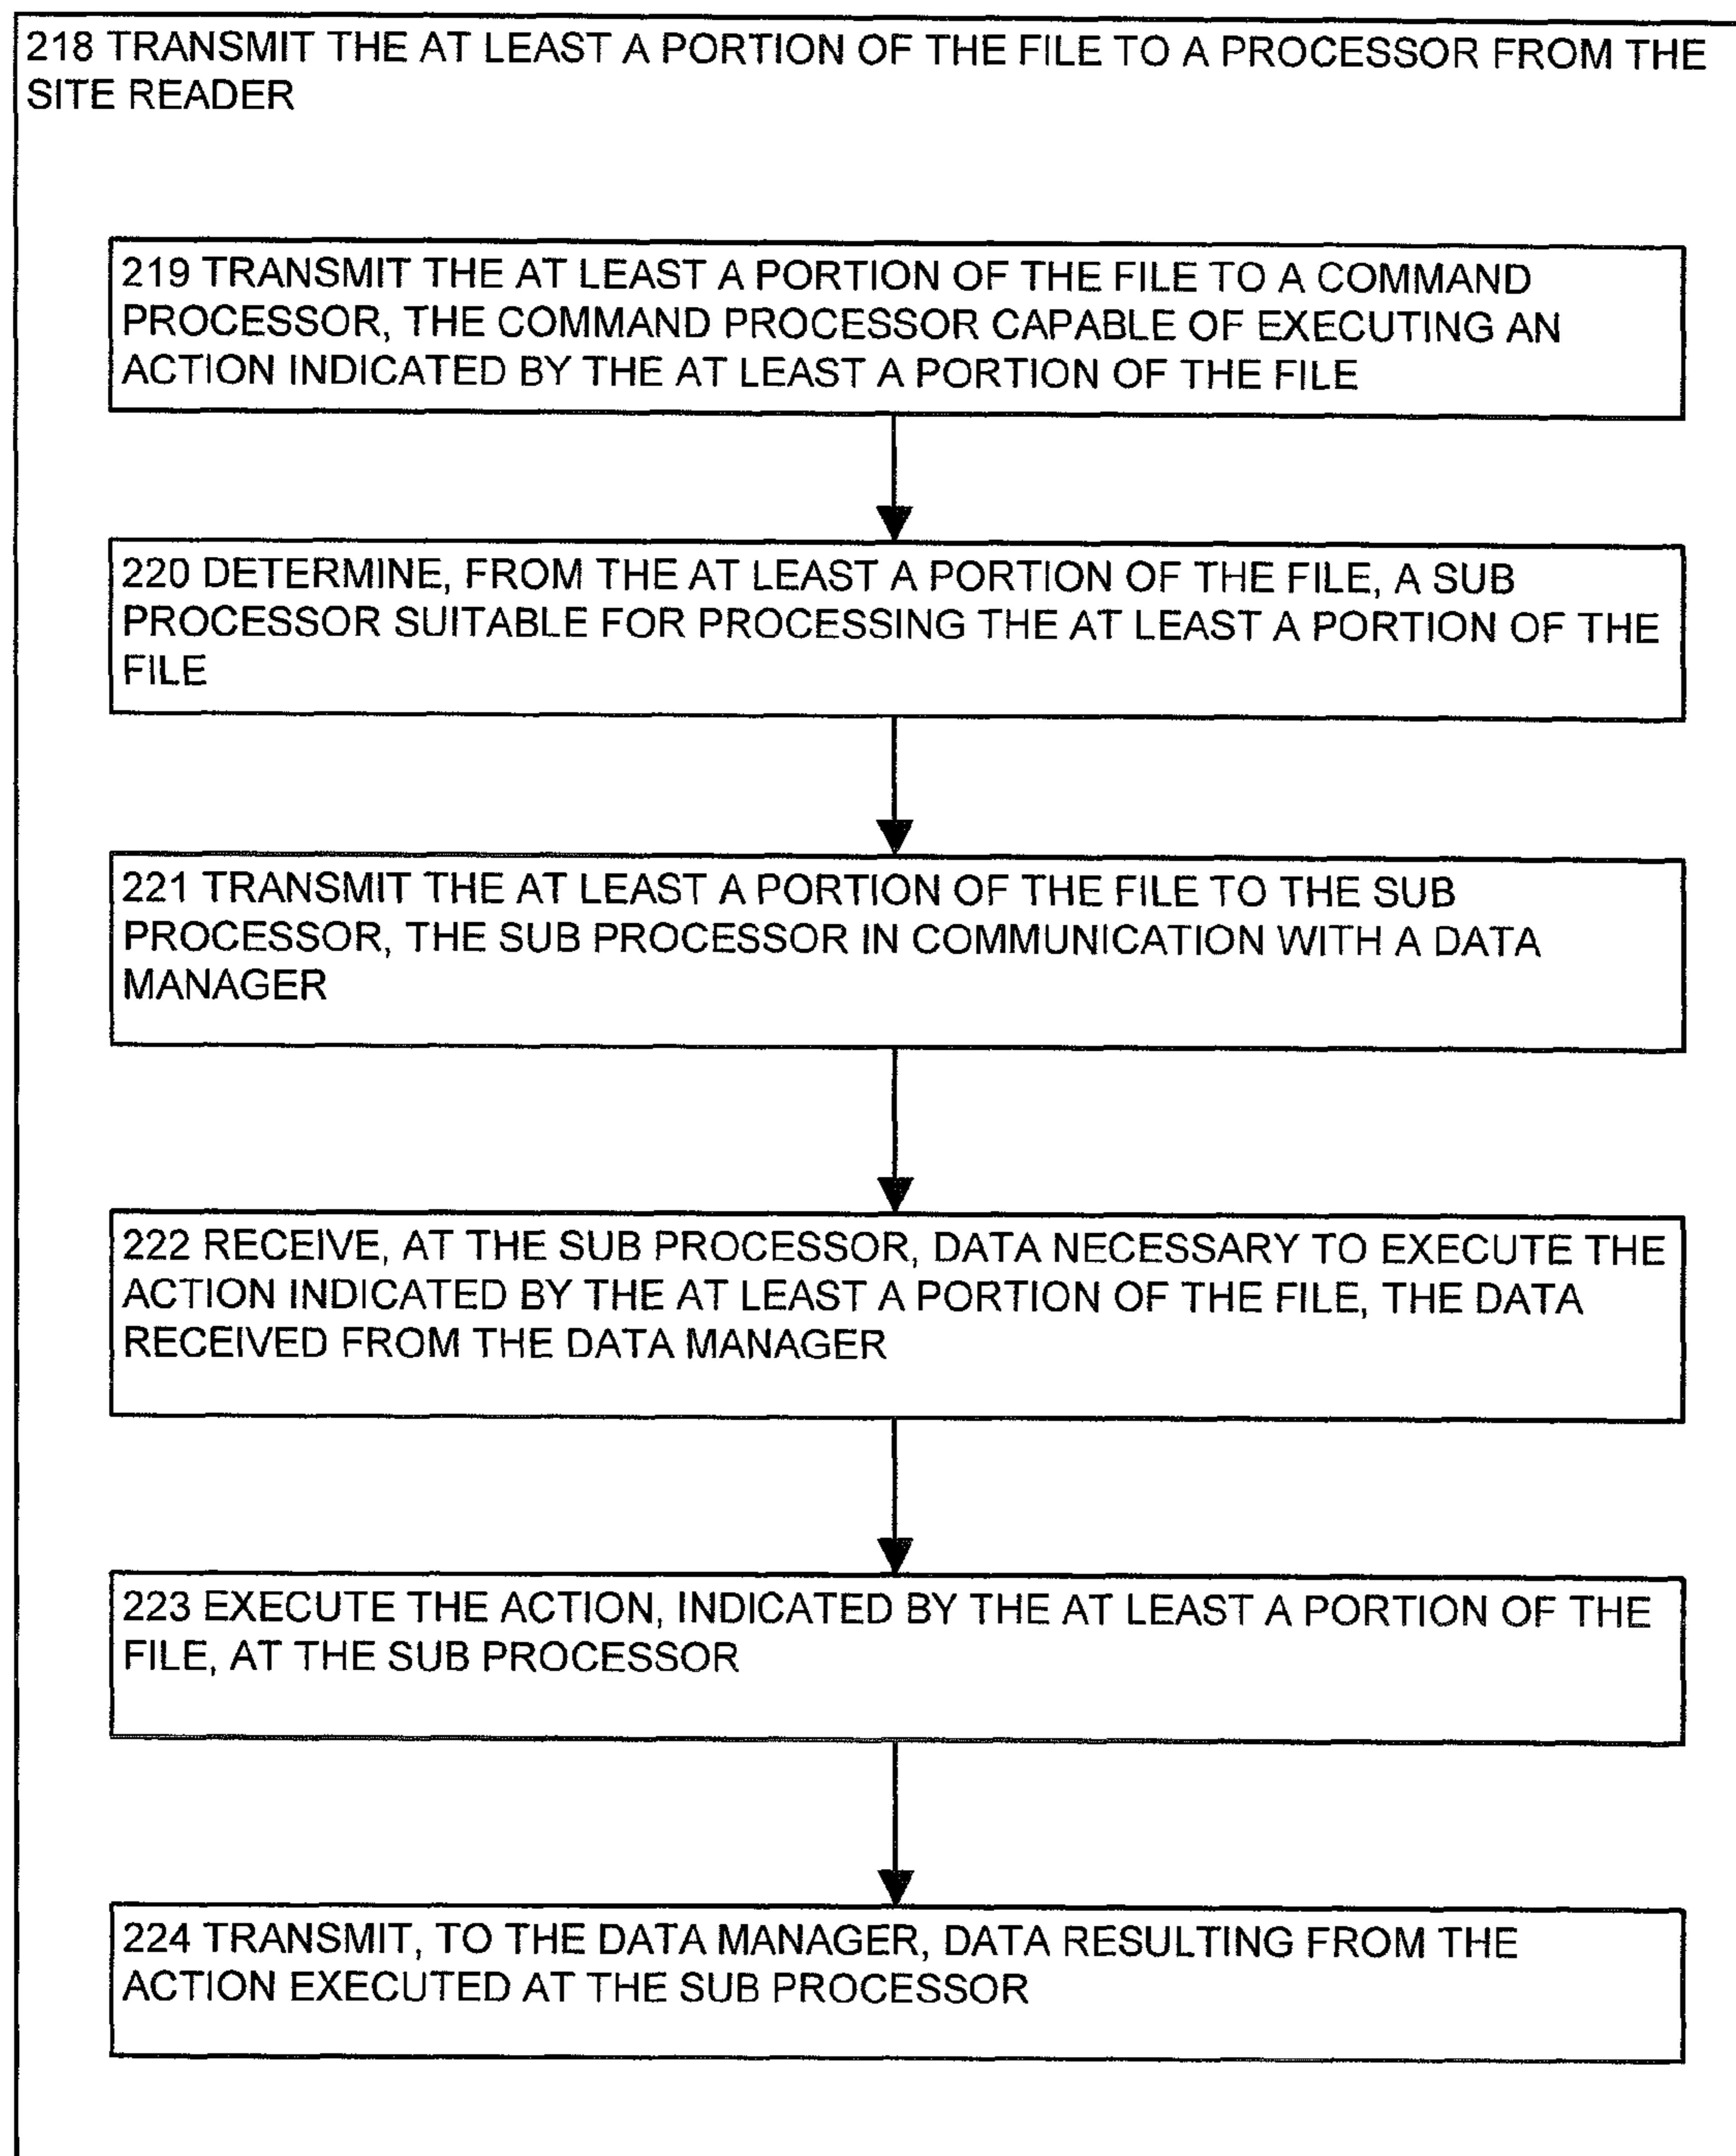 218 TRANSMIT THE AT LEAST A PORTION OF THE FILE TO A PROCESSOR FROM THE
SITE READER
219 TRANSMIT THE AT LEAST A PORTION OF THE FILE TO A COMMAND
PROCESSOR, THE COMMAND PROCESSOR CAPABLE OF EXECUTING AN
ACTION INDICATED BY THE AT LEAST A PORTION OF THE FILE
220 DETERMINE, FROM THE AT LEAST A PORTION OF THE FILE, A SUB
PROCESSOR SUITABLE FOR PROCESSING THE AT LEAST A PORTION OF THE
FILE
221 TRANSMIT THE AT LEAST A PORTION OF THE FILE TO THE SUB
PROCESSOR, THE SUB PROCESSOR IN COMMUNICATION WITH A DATA
MANAGER
222 RECEIVE, AT THE SUB PROCESSOR, DATA NECESSARY TO EXECUTE THE
ACTION INDICATED BY THE AT LEAST A PORTION OF THE FILE, THE DATA
RECEIVED FROM THE DATA MANAGER
223 EXECUTE THE ACTION, INDICATED BY THE AT LEAST A PORTION OF THE
FILE, AT THE SUB PROCESSOR
224 TRANSMIT, TO THE DATA MANAGER, DATA RESULTING FROM THE
ACTION EXECUTED AT THE SUB PROCESSOR